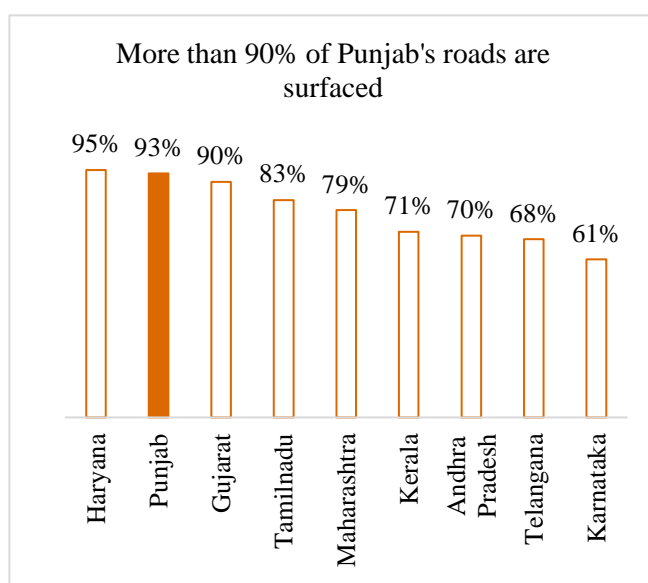 More than 90% of Punjab's roads are
surfaced
95%
93%
90%
83%
79%
71%
70%
68%
61%
Haryana
Punjab
Gujarat
Tamilnadu
Maharashtra
Kerala
Andhra
Pradesh
Telangana
Karnataka